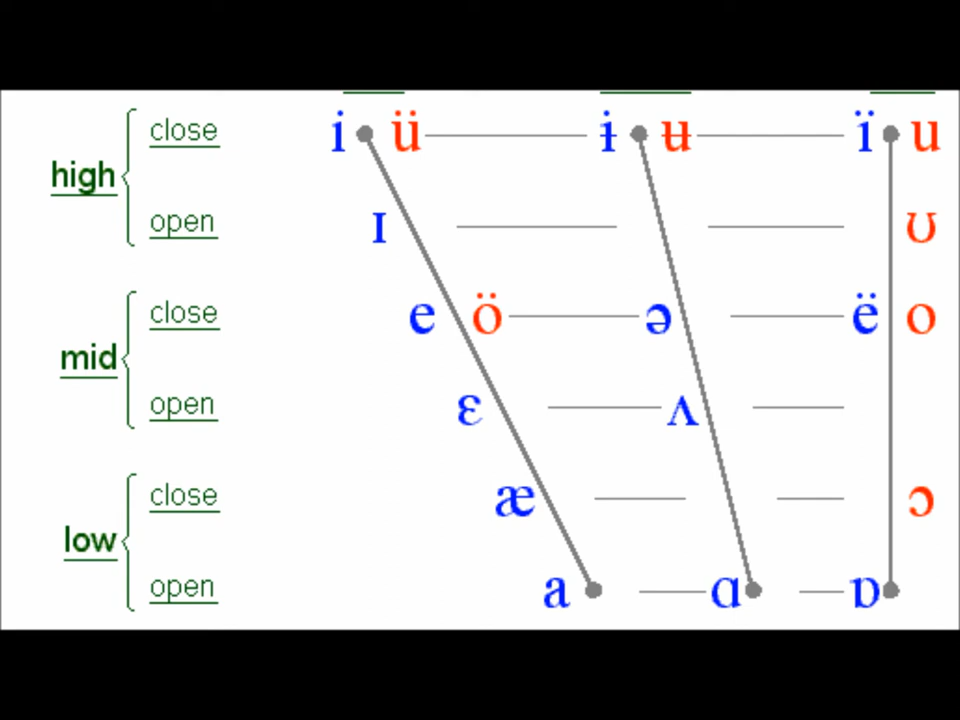 close i ü ɨ ʉ ï u
high
open ɪ ʊ
close e ö ə ë o
mid
open ɛ ʌ
close æ ɔ
low
open a ɑ ɒ